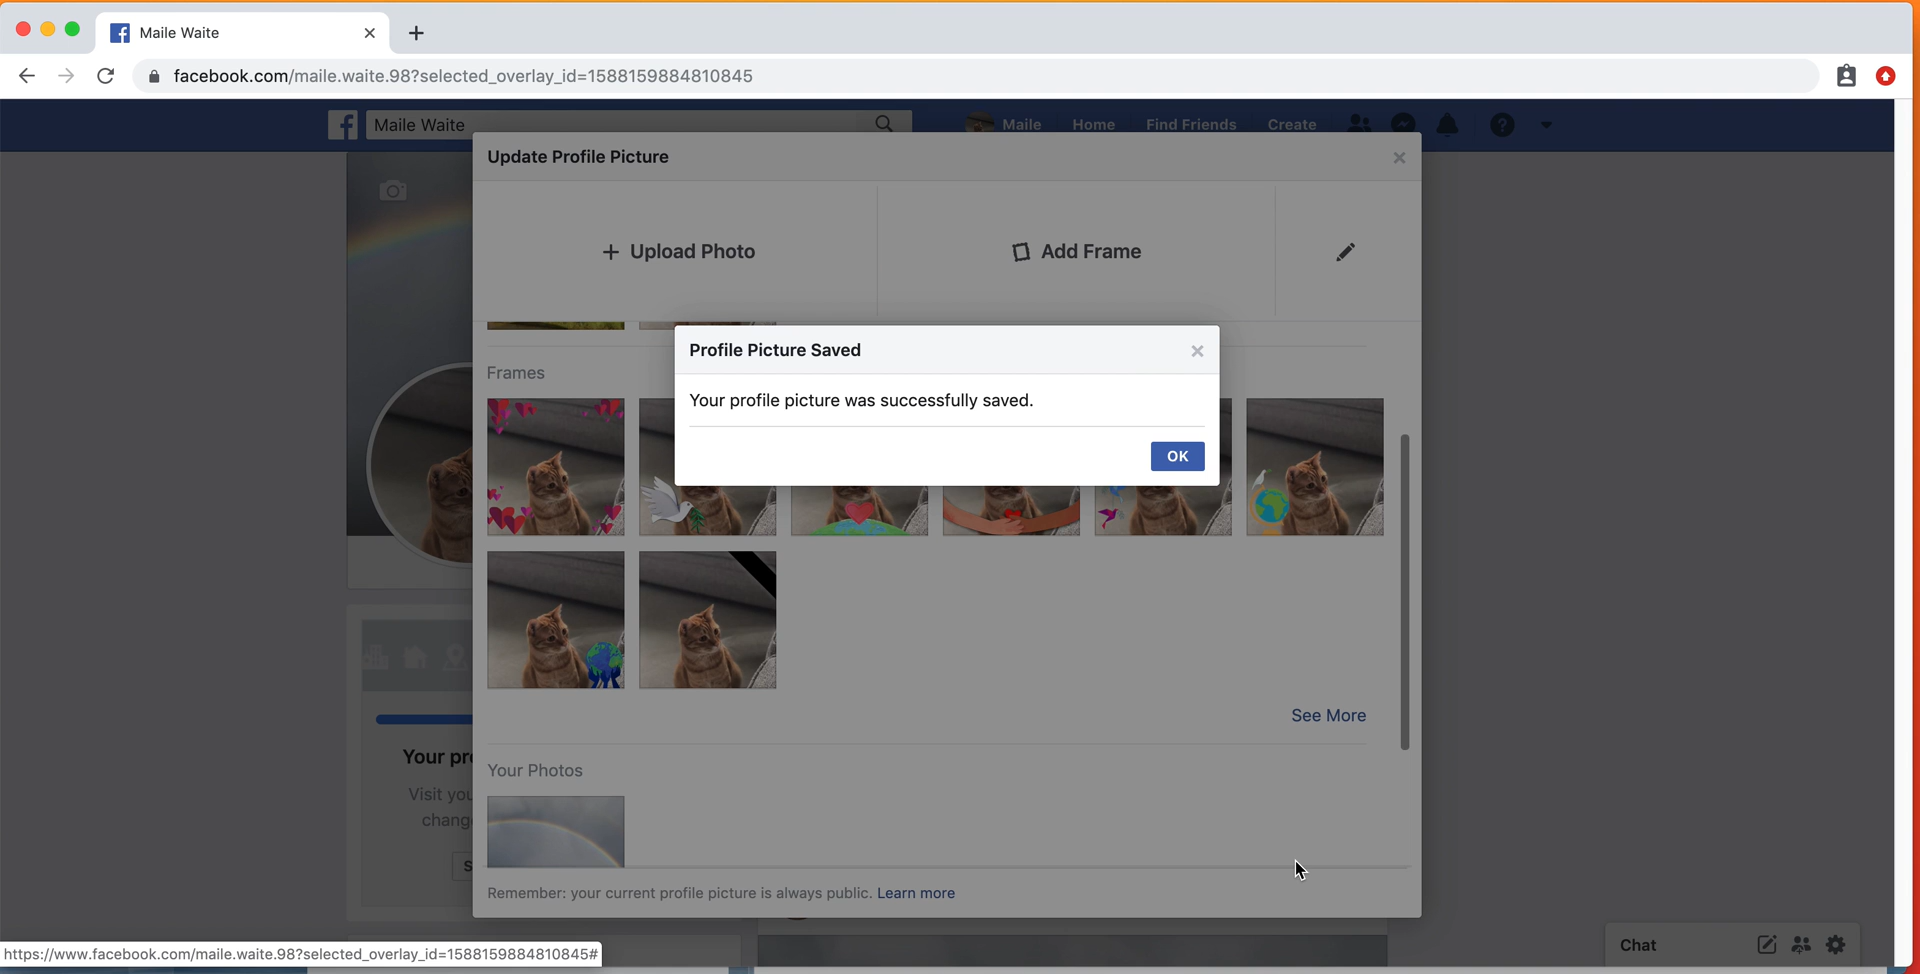 Maile Waite
facebook.com/maile.waite.98?selected_overlay_id=1588159884810845
Maile Waite
Maile
Home
Find Friends
Create
Update Profile Picture
Upload Photo
Add Frame
Profile Picture Saved
Your profile picture was successfully saved.
OK
Frames
See More
Your Photos
Your pro
Visit you
chang
S
Remember: your current profile picture is always public. Learn more
Chat
https://www.facebook.com/maile.waite.98?selected_overlay_id=1588159884810845#